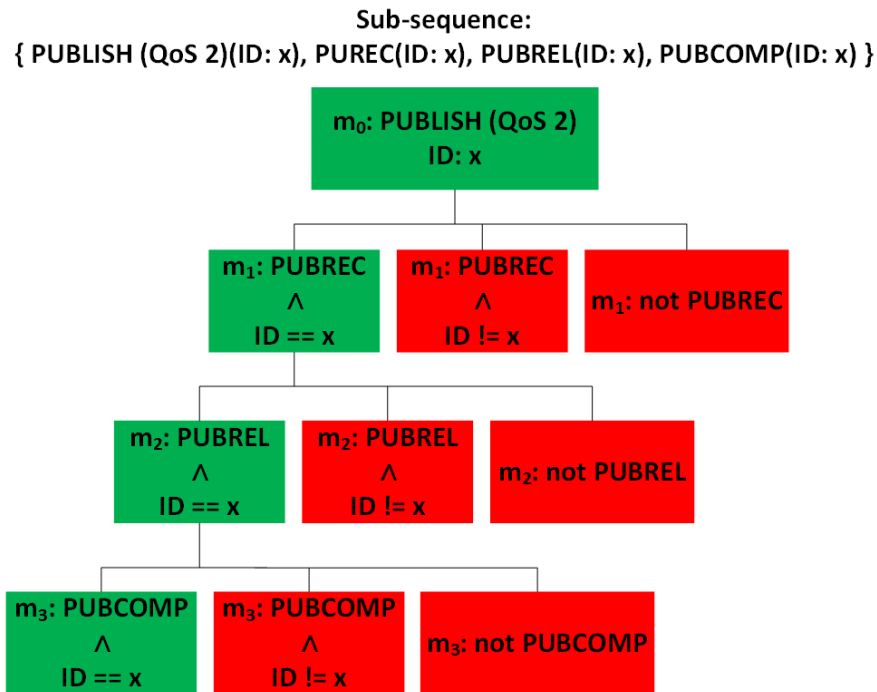 Sub-sequence:
{ PUBLISH (QoS 2)(ID: x), PUREC(ID: x), PUBREL(ID: x), PUBCOMP(ID: x) }
m₀: PUBLISH (QoS 2)
ID: x
m₁: PUBREC
∧
ID == x
m₁: PUBREC
∧
ID != x
m₁: not PUBREC
m₂: PUBREL
∧
ID == x
m₂: PUBREL
∧
ID != x
m₂: not PUBREL
m₃: PUBCOMP
∧
ID == x
m₃: PUBCOMP
∧
ID != x
m₃: not PUBCOMP